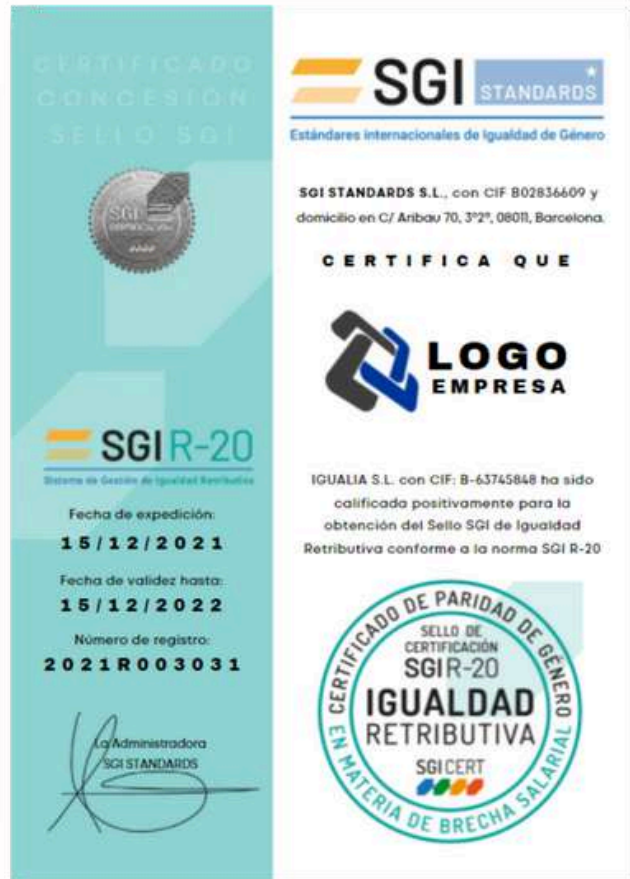 CERTIFICADO
CONCESIÓN
SELLO SGI
SGI
SGI R-20
Sistema de Gestión de Igualdad Retributiva
Fecha de expedición:
15/12/2021
Fecha de validez hasta:
15/12/2022
Número de registro:
2021R003031
La Administradora
SGI STANDARDS
SGI STANDARDS
Estándares internacionales de Igualdad de Género
SGI STANDARDS S.L., con CIF B02836609 y
domicilio en C/ Aribau 70, 3º2ª, 08011, Barcelona.
CERTIFICA QUE
LOGO
EMPRESA
IGUALIA S.L. con CIF: B-63745848 ha sido
calificada positivamente para la
obtención del Sello SGI de Igualdad
Retributiva conforme a la norma SGI R-20
CERTIFICADO DE PARIDAD DE GÉNERO
SELLO DE
CERTIFICACIÓN
SGI R-20
IGUALDAD
RETRIBUTIVA
SGI CERT
EN MATERIA DE BRECHA SALARIAL